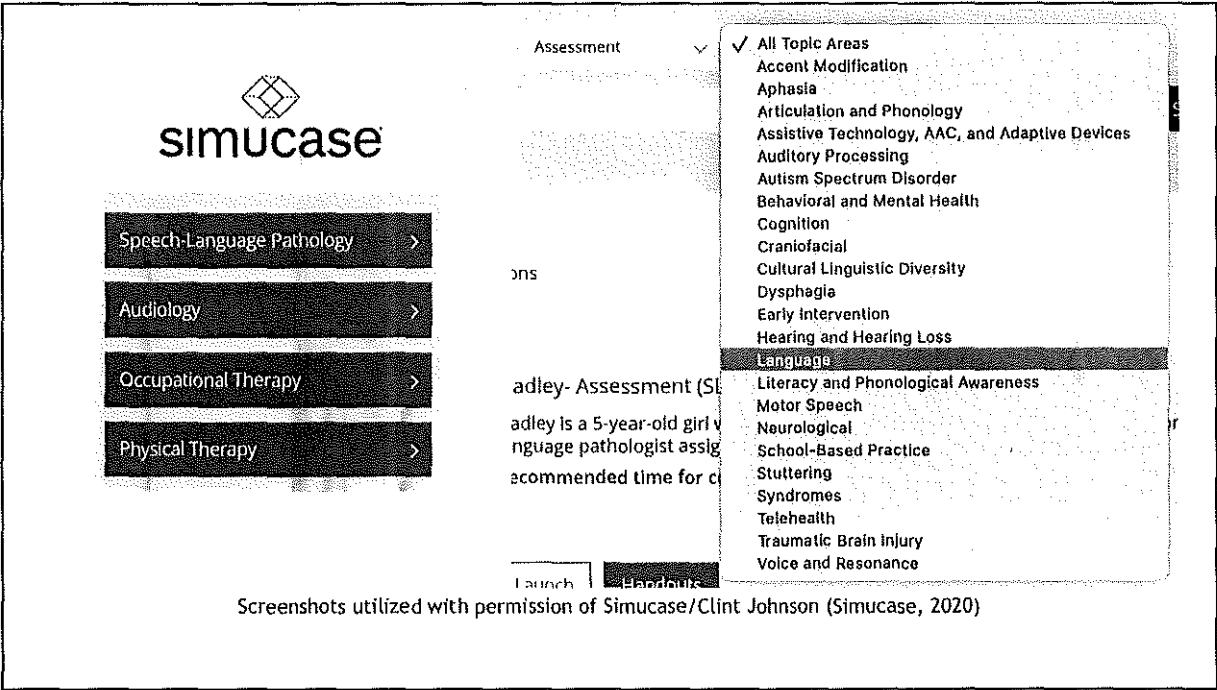 simucase
Speech-Language Pathology
Audiology
Occupational Therapy
Physical Therapy
Assessment
ons
adley- Assessment (SL
adley is a 5-year-old girl
nguage pathologist assig
ecommended time for c
Launch
Handouts
✓ All Topic Areas
Accent Modification
Aphasia
Articulation and Phonology
Assistive Technology, AAC, and Adaptive Devices
Auditory Processing
Autism Spectrum Disorder
Behavioral and Mental Health
Cognition
Craniofacial
Cultural Linguistic Diversity
Dysphagia
Early Intervention
Hearing and Hearing Loss
Language
Literacy and Phonological Awareness
Motor Speech
Neurological
School-Based Practice
Stuttering
Syndromes
Telehealth
Traumatic Brain Injury
Voice and Resonance
Screenshots utilized with permission of Simucase/Clint Johnson (Simucase, 2020)